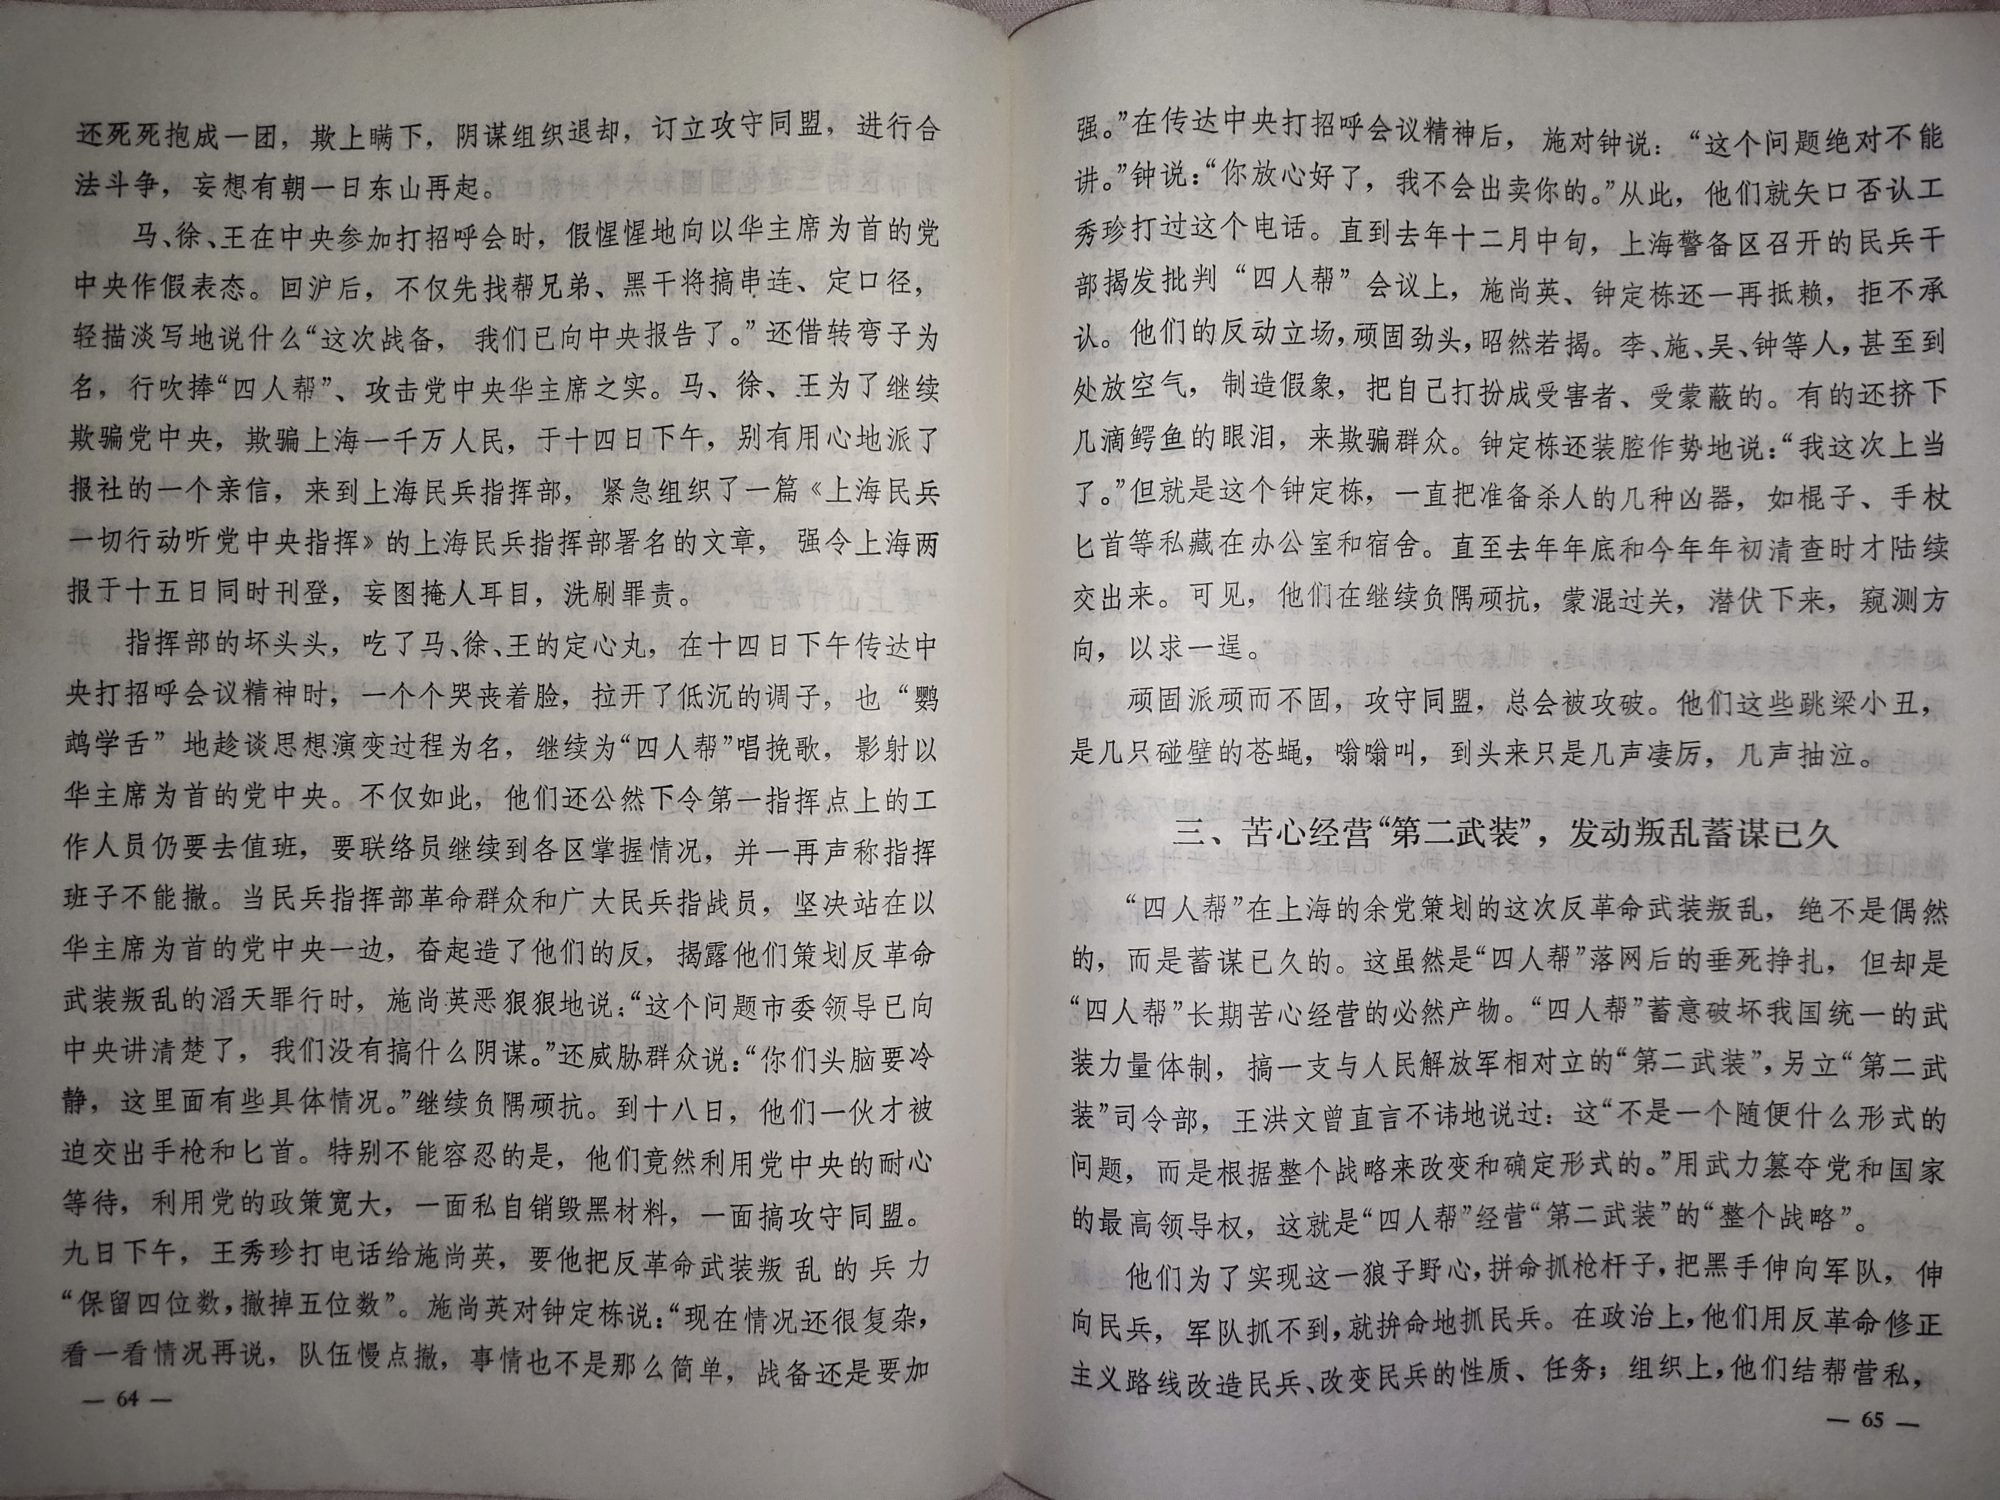 还死死抱成一团，欺上瞒下，阴谋组织退却，订立攻守同盟，进行合
法斗争，妄想有朝一日东山再起。
马、徐、王在中央参加打招呼会时，假惺惺地向以华主席为首的党
中央作假表态。回沪后，不仅先找帮兄弟、黑干将搞串连、定口径，
轻描淡写地说什么“这次战备，我们已向中央报告了。”还借转弯子为
名，行吹捧“四人帮”、攻击党中央华主席之实。马、徐、王为了继续
欺骗党中央，欺骗上海一千万人民，于十四日下午，别有用心地派了
报社的一个亲信，来到上海民兵指挥部，紧急组织了一篇《上海民兵
一切行动听党中央指挥》的上海民兵指挥部署名的文章，强令上海两
报于十五日同时刊登，妄图掩人耳目，洗刷罪责。
指挥部的坏头头，吃了马、徐、王的定心丸，在十四日下午传达中
央打招呼会议精神时，一个个哭丧着脸，拉开了低沉的调子，也“鹦
鹉学舌”地趁谈思想演变过程为名，继续为“四人帮”唱挽歌，影射以
华主席为首的党中央。不仅如此，他们还公然下令第一指挥点上的工
作人员仍要去值班，要联络员继续到各区掌握情况，并一再声称指挥
班子不能撤。当民兵指挥部革命群众和广大民兵指战员，坚决站在以
华主席为首的党中央一边，奋起造了他们的反，揭露他们策划反革命
武装叛乱的滔天罪行时，施尚英恶狠狠地说：“这个问题市委领导已向
中央讲清楚了，我们没有搞什么阴谋。”还威胁群众说：“你们头脑要冷
静，这里面有些具体情况。”继续负隅顽抗。到十八日，他们一伙才被
迫交出手枪和匕首。特别不能容忍的是，他们竟然利用党中央的耐心
等待，利用党的政策宽大，一面私自销毁黑材料，一面搞攻守同盟。
九日下午，王秀珍打电话给施尚英，要他把反革命武装叛乱的兵力
“保留四位数，撤掉五位数”。施尚英对钟定栋说：“现在情况还很复杂，
看一看情况再说，队伍慢点撤，事情也不是那么简单，战备还是要加
— 64 —
强。”在传达中央打招呼会议精神后，施对钟说：“这个问题绝对不能
讲。”钟说：“你放心好了，我不会出卖你的。”从此，他们就矢口否认工
秀珍打过这个电话。直到去年十二月中旬，上海警备区召开的民兵干
部揭发批判“四人帮”会议上，施尚英、钟定栋还一再抵赖，拒不承
认。他们的反动立场，顽固劲头，昭然若揭。李、施、吴、钟等人，甚至到
处放空气，制造假象，把自己打扮成受害者、受蒙蔽的。有的还挤下
几滴鳄鱼的眼泪，来欺骗群众。钟定栋还装腔作势地说：“我这次上当
了。”但就是这个钟定栋，一直把准备杀人的几种凶器，如棍子、手杖
匕首等私藏在办公室和宿舍。直至去年年底和今年年初清查时才陆续
交出来。可见，他们在继续负隅顽抗，蒙混过关，潜伏下来，窥测方
向，以求一逞。
顽固派顽而不固，攻守同盟，总会被攻破。他们这些跳梁小丑，
是几只碰壁的苍蝇，嗡嗡叫，到头来只是几声凄厉，几声抽泣。
三、苦心经营“第二武装”，发动叛乱蓄谋已久
“四人帮”在上海的余党策划的这次反革命武装叛乱，绝不是偶然
的，而是蓄谋已久的。这虽然是“四人帮”落网后的垂死挣扎，但却是
“四人帮”长期苦心经营的必然产物。“四人帮”蓄意破坏我国统一的武
装力量体制，搞一支与人民解放军相对立的“第二武装”，另立“第二武
装”司令部，王洪文曾直言不讳地说过：这“不是一个随便什么形式的
问题，而是根据整个战略来改变和确定形式的。”用武力篡夺党和国家
的最高领导权，这就是“四人帮”经营“第二武装”的“整个战略”。
他们为了实现这一狼子野心，拼命抓枪杆子，把黑手伸向军队，伸
向民兵，军队抓不到，就拚命地抓民兵。在政治上，他们用反革命修正
主义路线改造民兵、改变民兵的性质、任务；组织上，他们结帮营私，
— 65 —